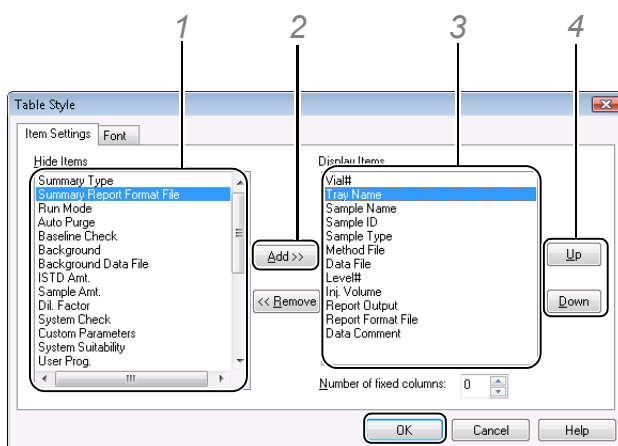 1 2 3 4
Table Style
Item Settings Font
Hide Items
Summary Type
Summary Report Format File
Run Mode
Auto Purge
Baseline Check
Background
Background Data File
ISTD Amt.
Sample Amt.
Dil. Factor
System Check
Custom Parameters
System Suitability
User Prog.
Add >>
<< Remove
Display Items
Vial#
Tray Name
Sample Name
Sample ID
Sample Type
Method File
Data File
Level#
Inj. Volume
Report Output
Report Format File
Data Comment
Up
Down
Number of fixed columns: 0
OK Cancel Help